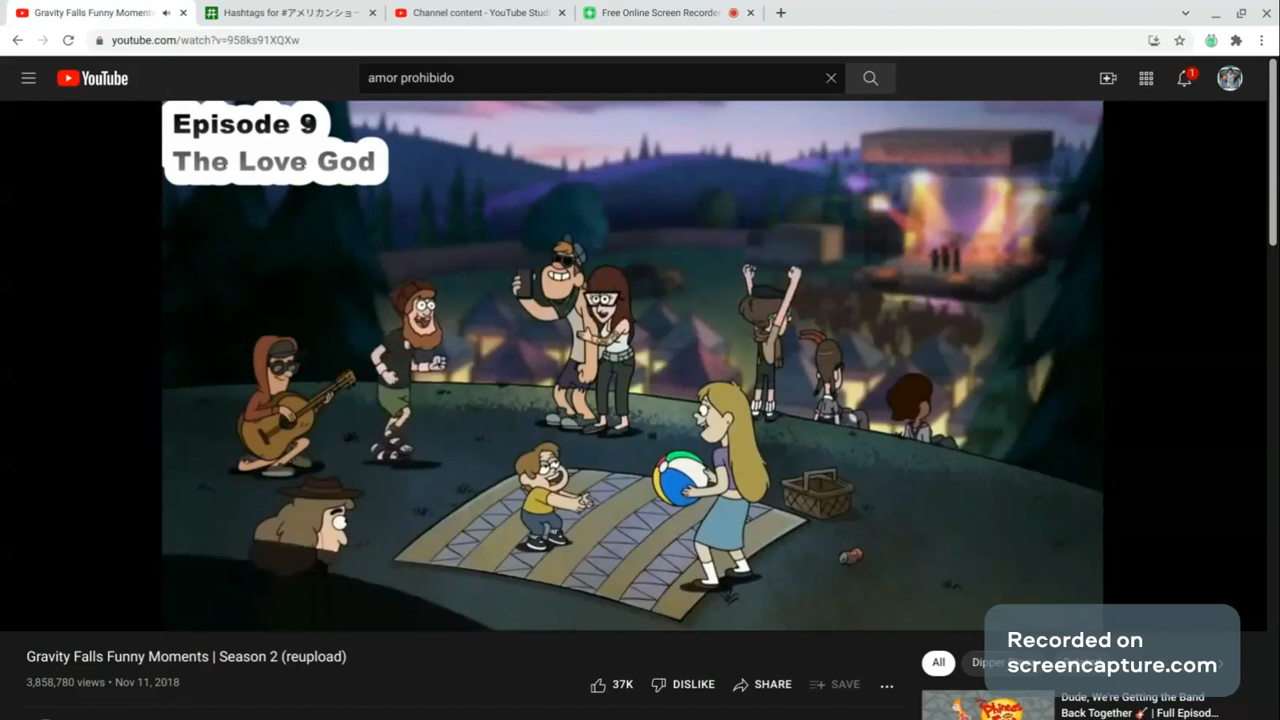 Gravity Falls Funny Moments
Hashtags for #アメリカンショー
Channel content - YouTube Stud
Free Online Screen Recorder
youtube.com/watch?v=958ks91XQXw
YouTube
amor prohibido
1
Episode 9
The Love God
Gravity Falls Funny Moments | Season 2 (reupload)
3,858,780 views • Nov 11, 2018
37K
DISLIKE
SHARE
SAVE
All
Dipper
Recorded on
screencapture.com
Dude, We're Getting the Band
Back Together 🎸 | Full Episod...